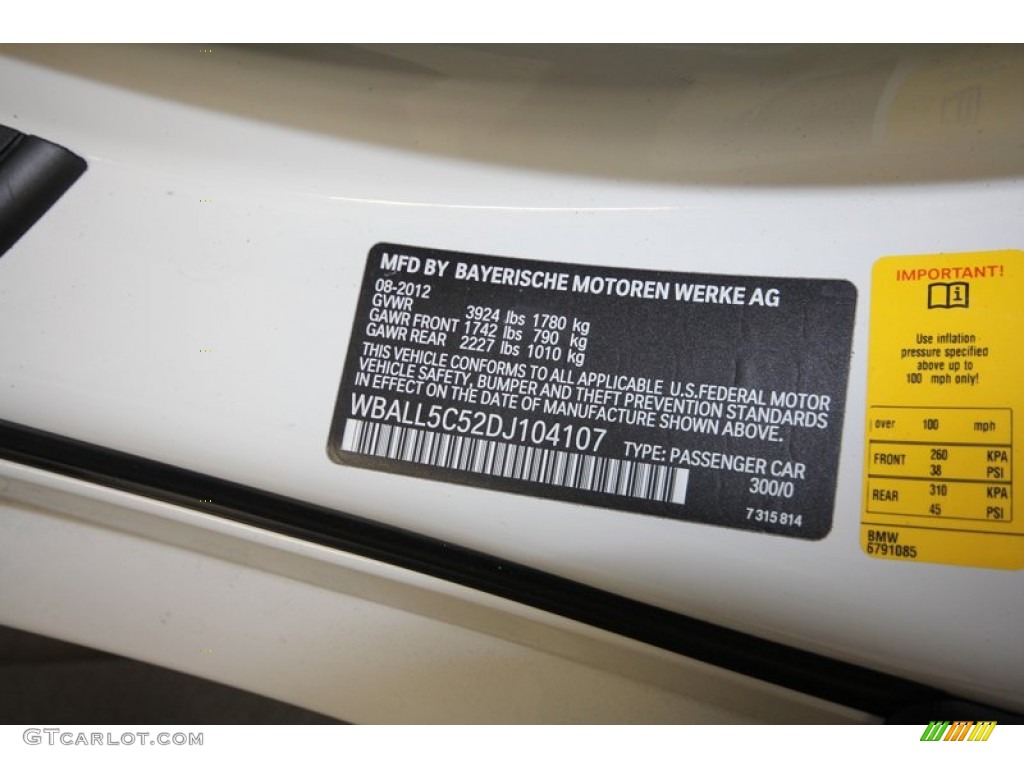 MFD BY BAYERISCHE MOTOREN WERKE AG
08-2012
GVWR 3924 lbs 1780 kg
GAWR FRONT 1742 lbs 790 kg
GAWR REAR 2227 lbs 1010 kg
THIS VEHICLE CONFORMS TO ALL APPLICABLE U.S.FEDERAL MOTOR
VEHICLE SAFETY, BUMPER AND THEFT PREVENTION STANDARDS
IN EFFECT ON THE DATE OF MANUFACTURE SHOWN ABOVE.
WBALL5C52DJ104107
TYPE: PASSENGER CAR
300/0
7 315 814
IMPORTANT!
Use inflation
pressure specified
above up to
100 mph only!
over 100 mph
FRONT 260 KPA
38 PSI
REAR 310 KPA
45 PSI
BMW
6791085
GTCarlot.com